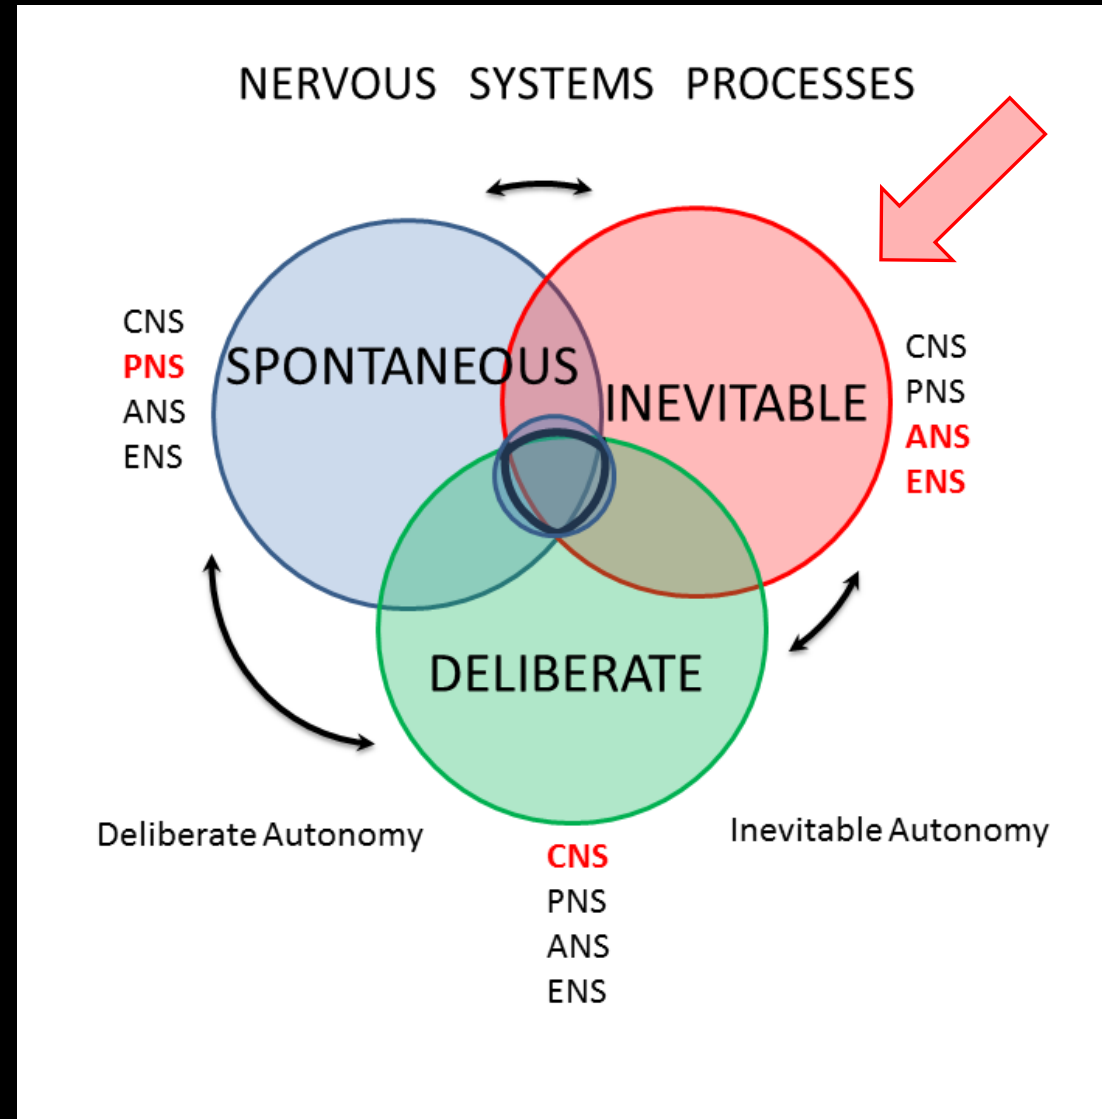 NERVOUS SYSTEMS PROCESSES
CNS
PNS
ANS
ENS
SPONTANEOUS
INEVITABLE
CNS
PNS
ANS
ENS
DELIBERATE
Deliberate Autonomy
Inevitable Autonomy
CNS
PNS
ANS
ENS